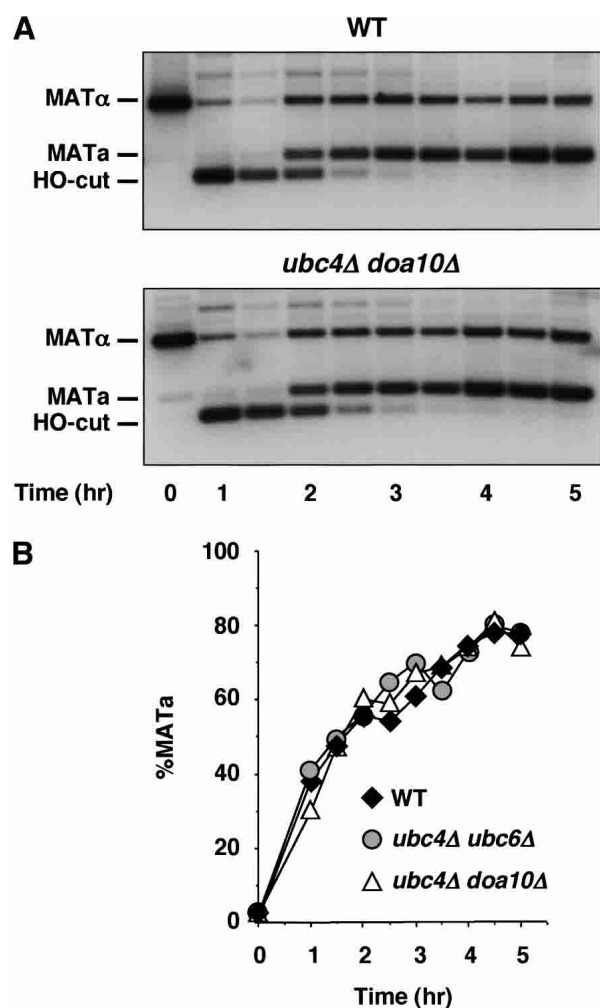 A
WT
MATα
MATa
HO-cut
ubc4Δ doa10Δ
MATα
MATa
HO-cut
Time (hr) 0 1 2 3 4 5
B
100
80
60
40
20
0
%MATa
WT
ubc4Δ ubc6Δ
ubc4Δ doa10Δ
0 1 2 3 4 5
Time (hr)